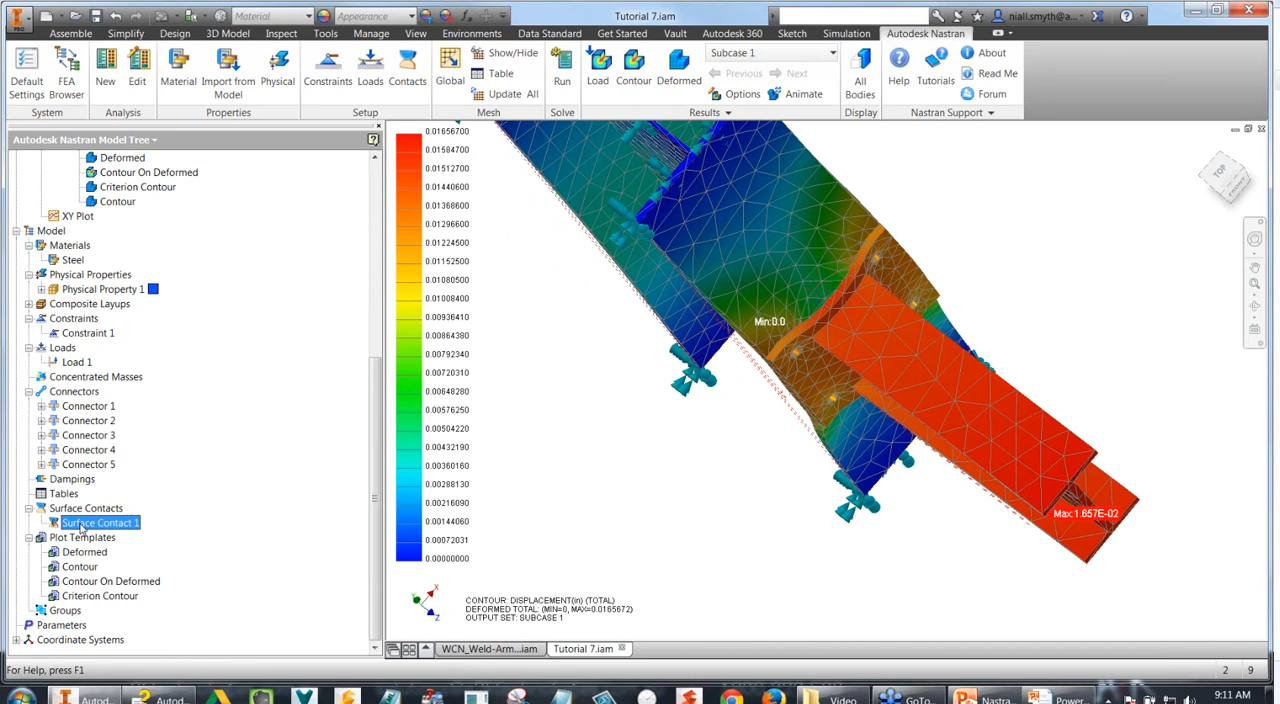 PRO
Material
Appearance
Tutorial 7.iam
niall.smyth@a...
Assemble Simplify Design 3D Model Inspect Tools Manage View Environments Data Standard Get Started Vault Autodesk 360 Sketch Simulation Autodesk Nastran
Default Settings
FEA Browser
New
Edit
Material
Import from Model
Physical
Constraints
Loads
Contacts
Global
Show/Hide
Table
Update All
Run
Load
Contour
Deformed
Subcase 1
Previous Next
Options Animate
All Bodies
Help
Tutorials
About
Read Me
Forum
System Analysis Properties Setup Mesh Solve Results Display Nastran Support
Autodesk Nastran Model Tree
Deformed
Contour On Deformed
Criterion Contour
Contour
XY Plot
Model
Materials
Steel
Physical Properties
Physical Property 1
Composite Layups
Constraints
Constraint 1
Loads
Load 1
Concentrated Masses
Connectors
Connector 1
Connector 2
Connector 3
Connector 4
Connector 5
Dampings
Tables
Surface Contacts
Surface Contact 1
Plot Templates
Deformed
Contour
Contour On Deformed
Criterion Contour
Groups
Parameters
Coordinate Systems
0.01656700
0.01584700
0.01512700
0.01440600
0.01368600
0.01296600
0.01224500
0.01152500
0.01080500
0.01008400
0.00936410
0.00864380
0.00792340
0.00720310
0.00648280
0.00576250
0.00504220
0.00432190
0.00360160
0.00288130
0.00216090
0.00144060
0.00072031
0.00000000
Min:0.0
Max:1.657E-02
TOP
X
Y
Z
CONTOUR: DISPLACEMENT(in) (TOTAL)
DEFORMED TOTAL: (MIN=0, MAX=0.0165672)
OUTPUT SET: SUBCASE 1
WCN_Weld-Arm...iam Tutorial 7.iam
For Help, press F1
2 9
Autod... Autod... Video GoTo... Nastra... Power... 9:11 AM